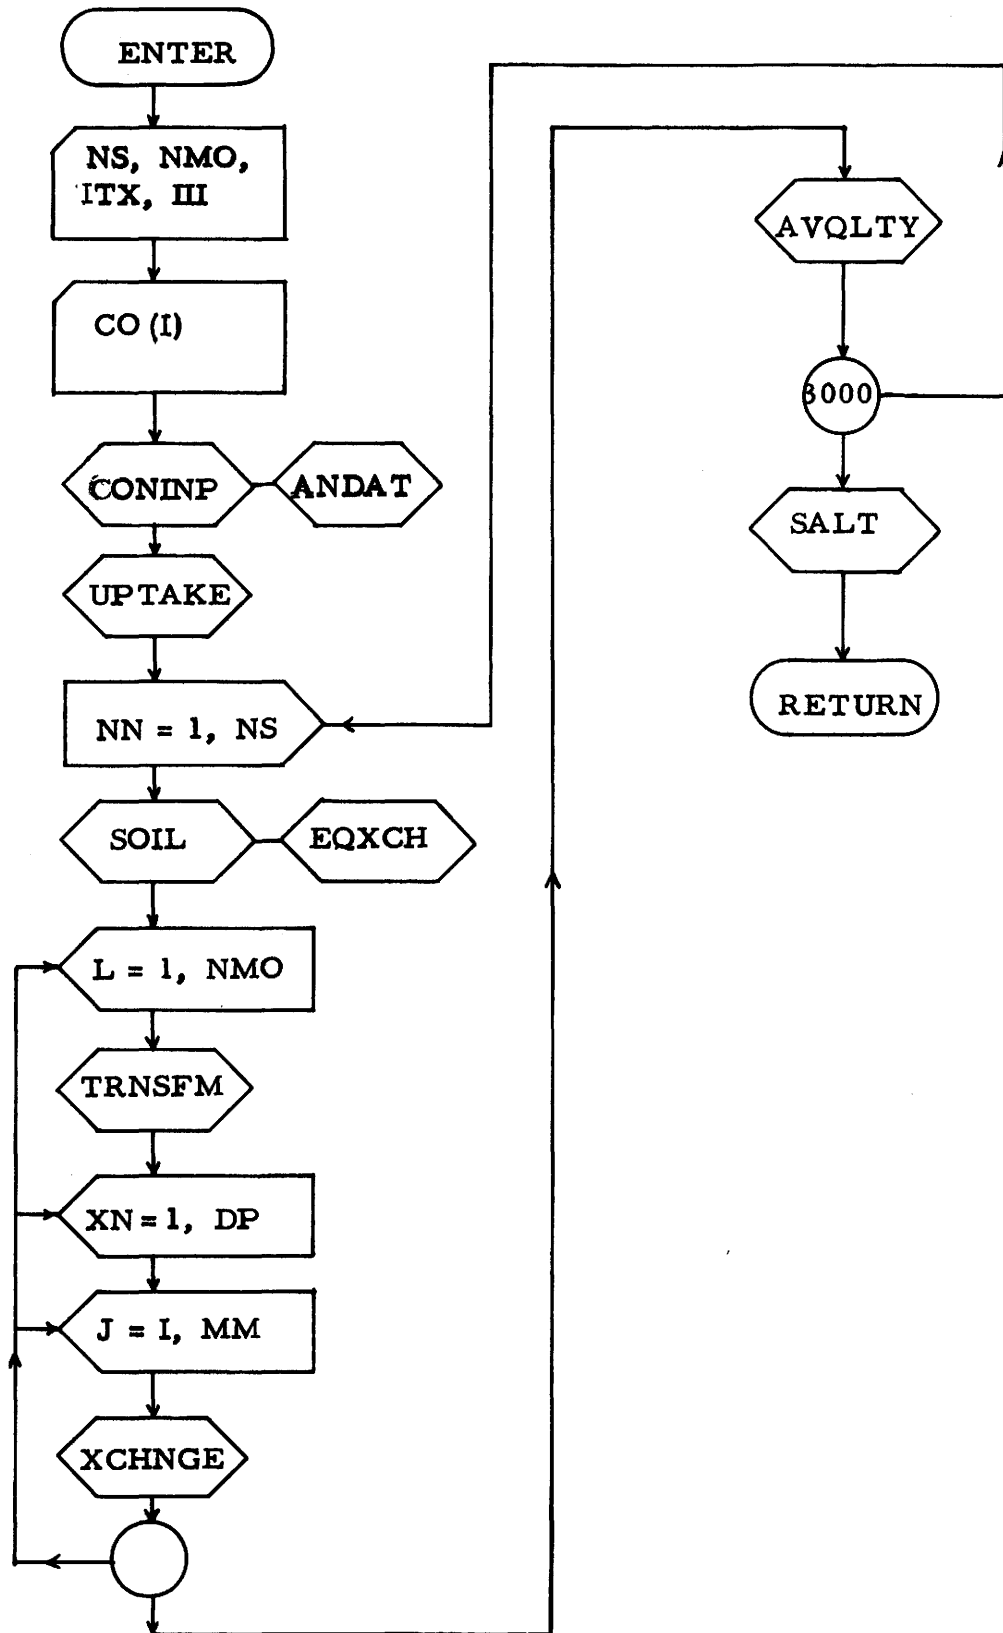 ENTER
NS, NMO,
ITX, III
CO (I)
CONINP
ANDAT
UPTAKE
NN = 1, NS
SOIL
EQXCH
L = 1, NMO
TRNSFM
XN = 1, DP
J = I, MM
XCHNGE
AVQLTY
3000
SALT
RETURN